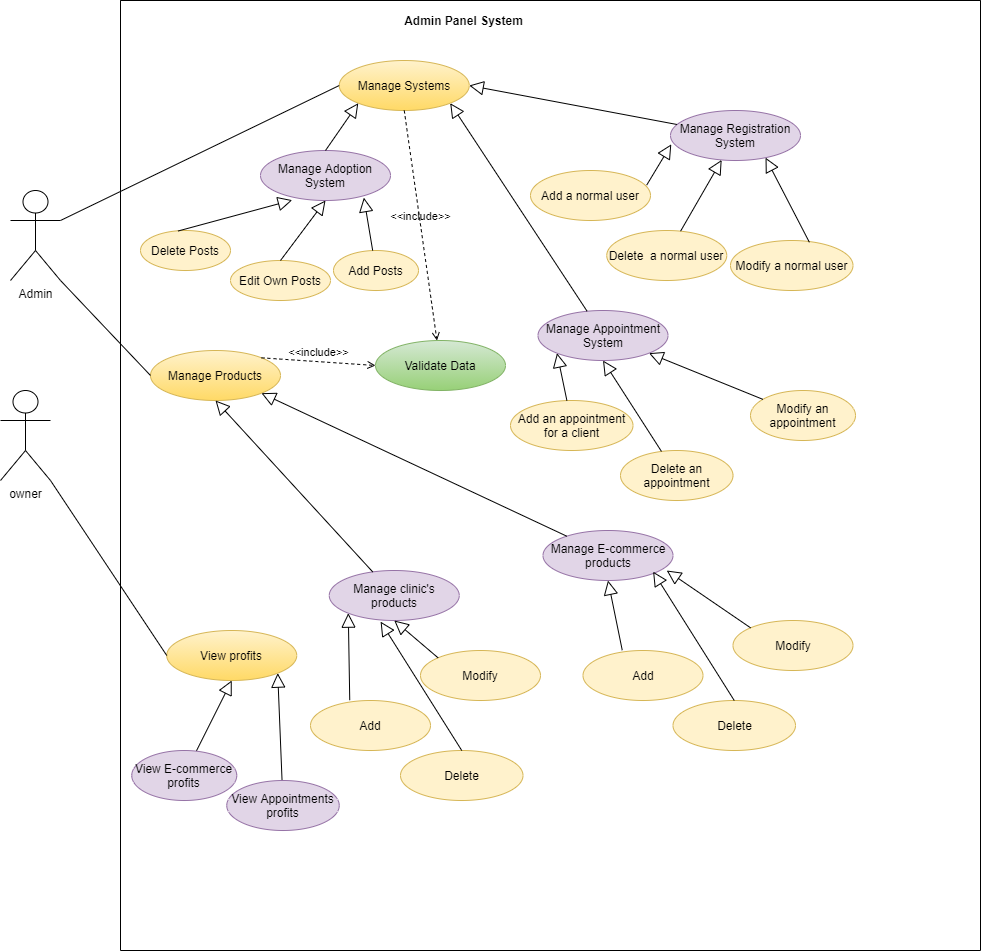 Admin Panel System
Manage Systems
Manage Registration
System
Manage Adoption
System
Add a normal user
<<include>>
Delete Posts
Edit Own Posts
Add Posts
Delete  a normal user
Modify a normal user
Admin
Manage Appointment
System
<<include>>
Manage Products
Validate Data
Add an appointment
for a client
Modify an
appointment
Delete an
appointment
owner
Manage E-commerce
products
Manage clinic's
products
View profits
Modify
Add
Modify
Add
Delete
Delete
View E-commerce
profits
View Appointments
profits